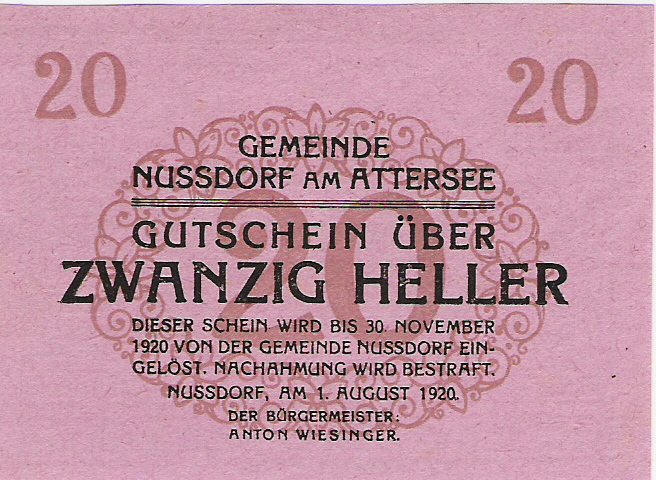 20 20
GEMEINDE
NUSSDORF AM ATTERSEE
GUTSCHEIN ÜBER
ZWANZIG HELLER
20
DIESER SCHEIN WIRD BIS 30. NOVEMBER
1920 VON DER GEMEINDE NUSSDORF EIN-
GELÖST. NACHAHMUNG WIRD BESTRAFT.
NUSSDORF, AM 1. AUGUST 1920.
DER BÜRGERMEISTER:
ANTON WIESINGER.